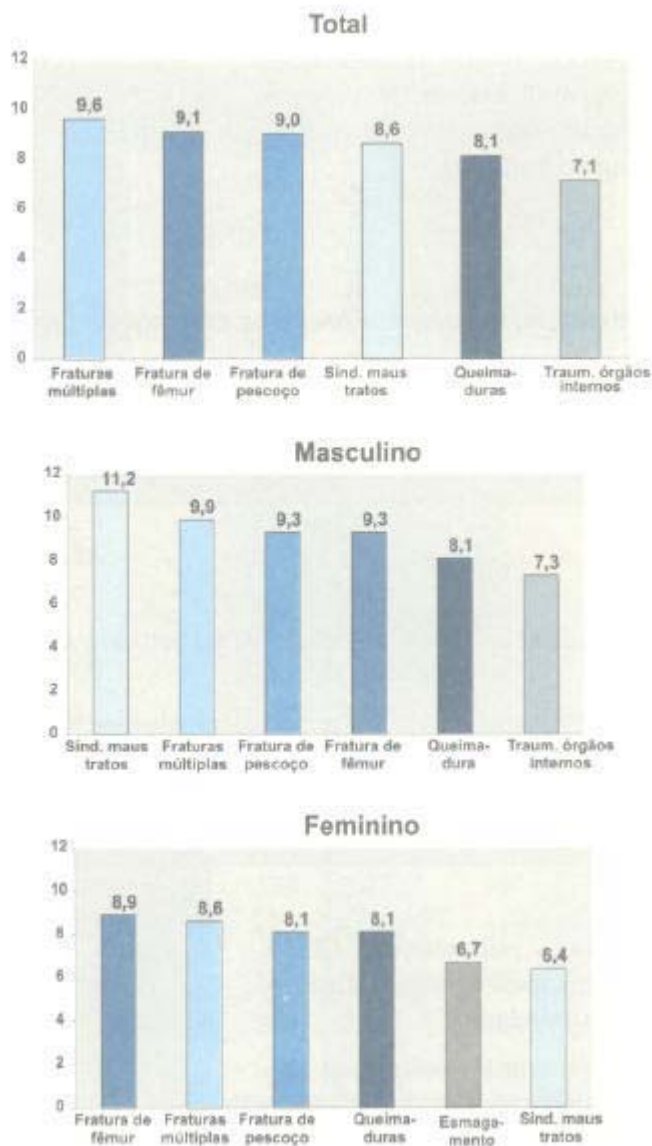 Total
12
10
8
6
4
2
0
9,6
9,1
9,0
8,6
8,1
7,1
Fraturas múltiplas
Fratura de fêmur
Fratura de pescoço
Sind. maus tratos
Queima-duras
Traum. órgãos internos
Masculino
12
10
8
6
4
2
0
11,2
9,9
9,3
9,3
8,1
7,3
Sind. maus tratos
Fraturas múltiplas
Fratura de pescoço
Fratura de fêmur
Queima-dura
Traum. órgãos internos
Feminino
12
10
8
6
4
2
0
8,9
8,6
8,1
8,1
6,7
6,4
Fratura de fêmur
Fraturas múltiplas
Fratura de pescoço
Queima-duras
Esmaga-mento
Sind. maus tratos